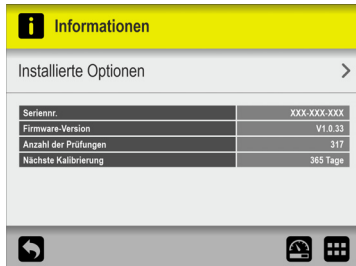 Informationen
Installierte Optionen
Seriennr. XXX-XXX-XXX
Firmware-Version V1.0.33
Anzahl der Prüfungen 317
Nächste Kalibrierung 365 Tage